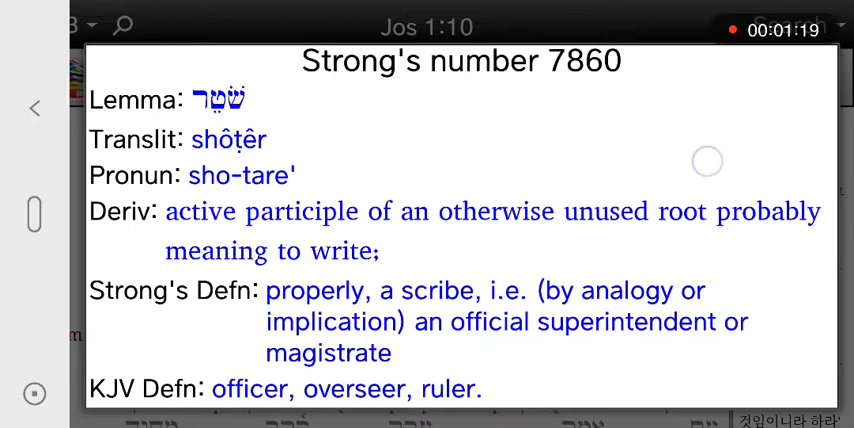 Jos 1:10
00:01:19
Strong's number 7860
Lemma: שֹׁטֵר
Translit: shôṭêr
Pronun: sho-tare'
Deriv: active participle of an otherwise unused root probably
meaning to write;
Strong's Defn: properly, a scribe, i.e. (by analogy or
implication) an official superintendent or
magistrate
KJV Defn: officer, overseer, ruler.
것임이니라 하라'